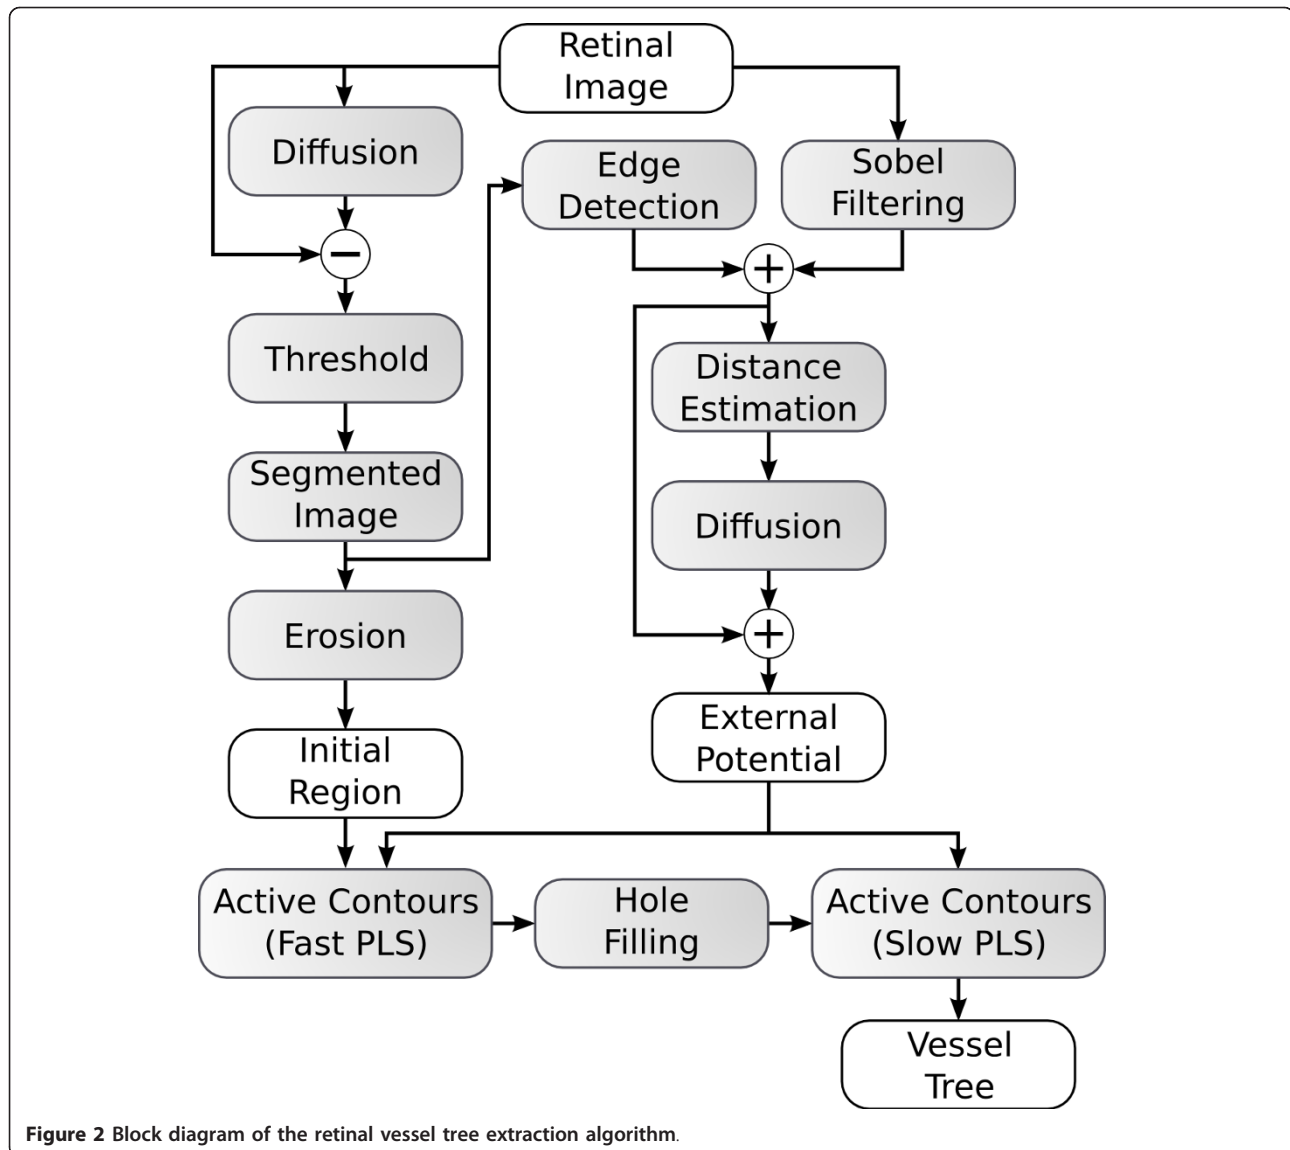 Retinal
Image
Diffusion
Edge
Detection
Sobel
Filtering
−
+
Threshold
Distance
Estimation
Segmented
Image
Diffusion
Erosion
+
External
Potential
Initial
Region
Active Contours
(Fast PLS)
Hole
Filling
Active Contours
(Slow PLS)
Vessel
Tree
Figure 2 Block diagram of the retinal vessel tree extraction algorithm.